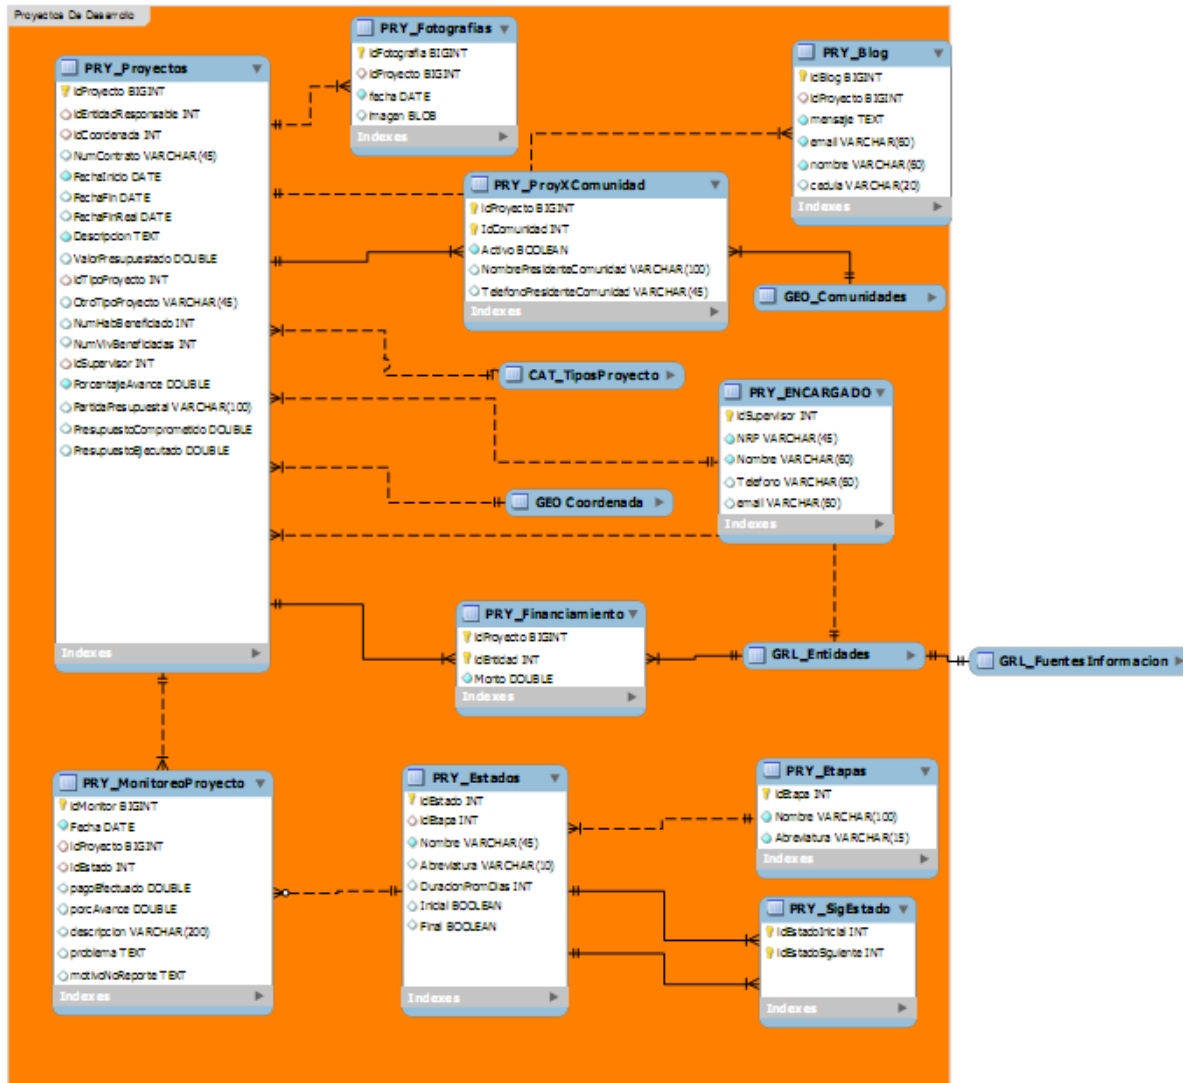 Proyectos De Desarrollo
PRY_Proyectos
IdProyecto BIGINT
IdEntidadResponsable INT
IdCoordenada INT
NumContrato VARCHAR(45)
FechaInicio DATE
FechaFin DATE
FechaFinReal DATE
Descripcion TEXT
ValorPresupuestado DOUBLE
IdTipoProyecto INT
OtroTipoProyecto VARCHAR(45)
NumHabBeneficiado INT
NumVivBeneficiadas INT
IdSupervisor INT
PorcentajeAvance DOUBLE
PartidaPresupuestal VARCHAR(100)
PresupuestoComprometido DOUBLE
PresupuestoEjecutado DOUBLE
Indexes
PRY_Fotografias
IdFotografia BIGINT
IdProyecto BIGINT
fecha DATE
imagen BLOB
Indexes
PRY_Blog
IdBlog BIGINT
IdProyecto BIGINT
mensaje TEXT
email VARCHAR(60)
nombre VARCHAR(60)
cedula VARCHAR(20)
Indexes
PRY_ProyXComunidad
IdProyecto BIGINT
IdComunidad INT
Activo BOOLEAN
NombrePresidenteComunidad VARCHAR(100)
TelefonoPresidenteComunidad VARCHAR(45)
Indexes
GEO_Comunidades
CAT_TiposProyecto
PRY_ENCARGADO
IdSupervisor INT
NRP VARCHAR(45)
Nombre VARCHAR(60)
Telefono VARCHAR(60)
email VARCHAR(60)
Indexes
GEO Coordenada
PRY_Financiamiento
IdProyecto BIGINT
IdEntidad INT
Monto DOUBLE
Indexes
GRL_Entidades
GRL_FuentesInformacion
PRY_MonitoreoProyecto
IdMonitor BIGINT
Fecha DATE
IdProyecto BIGINT
IdEstado INT
pagoEfectuado DOUBLE
porcAvance DOUBLE
descripcion VARCHAR(200)
problema TEXT
motivoNoReporte TEXT
Indexes
PRY_Estados
IdEstado INT
IdEtapa INT
Nombre VARCHAR(45)
Abreviatura VARCHAR(10)
DuracionPromDias INT
Inicial BOOLEAN
Final BOOLEAN
Indexes
PRY_Etapas
IdEtapa INT
Nombre VARCHAR(100)
Abreviatura VARCHAR(15)
Indexes
PRY_SigEstado
IdEstadoInicial INT
IdEstadoSiguiente INT
Indexes